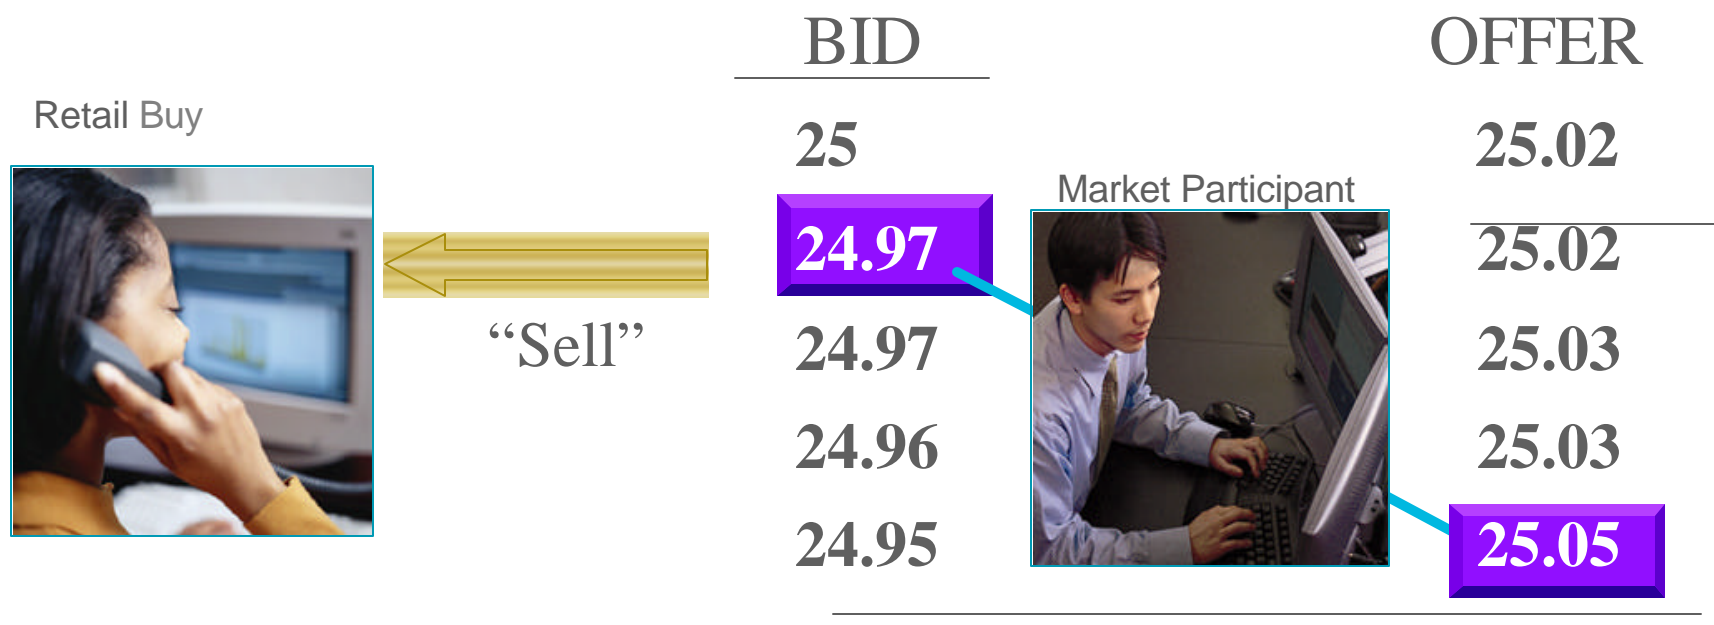 BID OFFER
Retail Buy
25 25.02
Market Participant
24.97 25.02
“Sell”
24.97 25.03
24.96 25.03
24.95 25.05